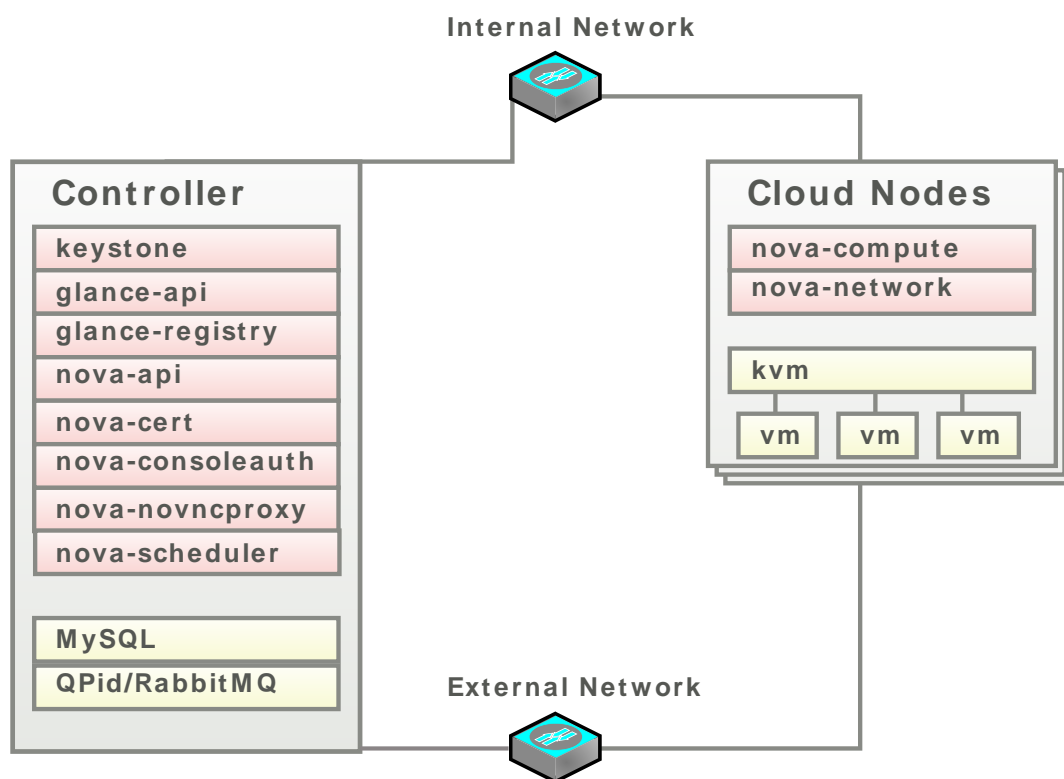 Internal Network
Controller
keystone
glance-api
glance-registry
nova-api
nova-cert
nova-consoleauth
nova-novncproxy
nova-scheduler
MySQL
QPid/RabbitMQ
Cloud Nodes
nova-compute
nova-network
kvm
vm vm vm
External Network